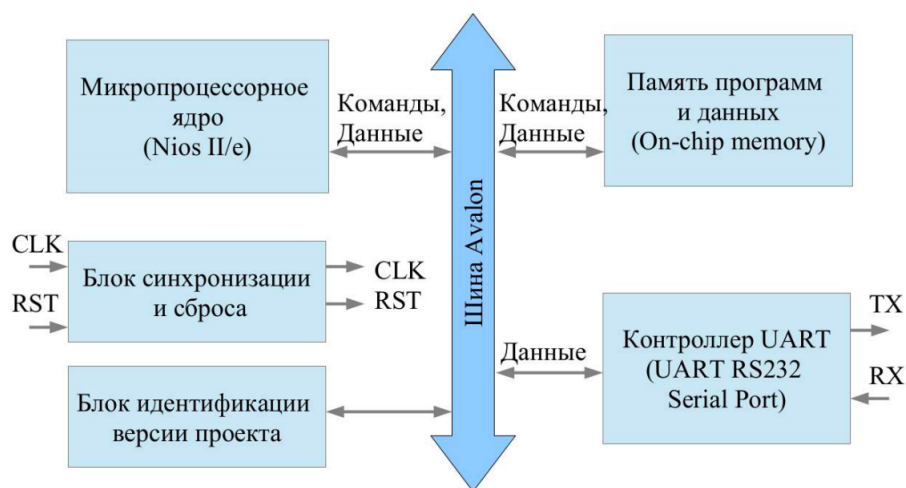 Микропроцессорное
ядро
(Nios II/e)
Команды,
Данные
Шина Avalon
Команды,
Данные
Память программ
и данных
(On-chip memory)
CLK
RST
Блок синхронизации
и сброса
CLK
RST
Данные
Контроллер UART
(UART RS232
Serial Port)
TX
RX
Блок идентификации
версии проекта